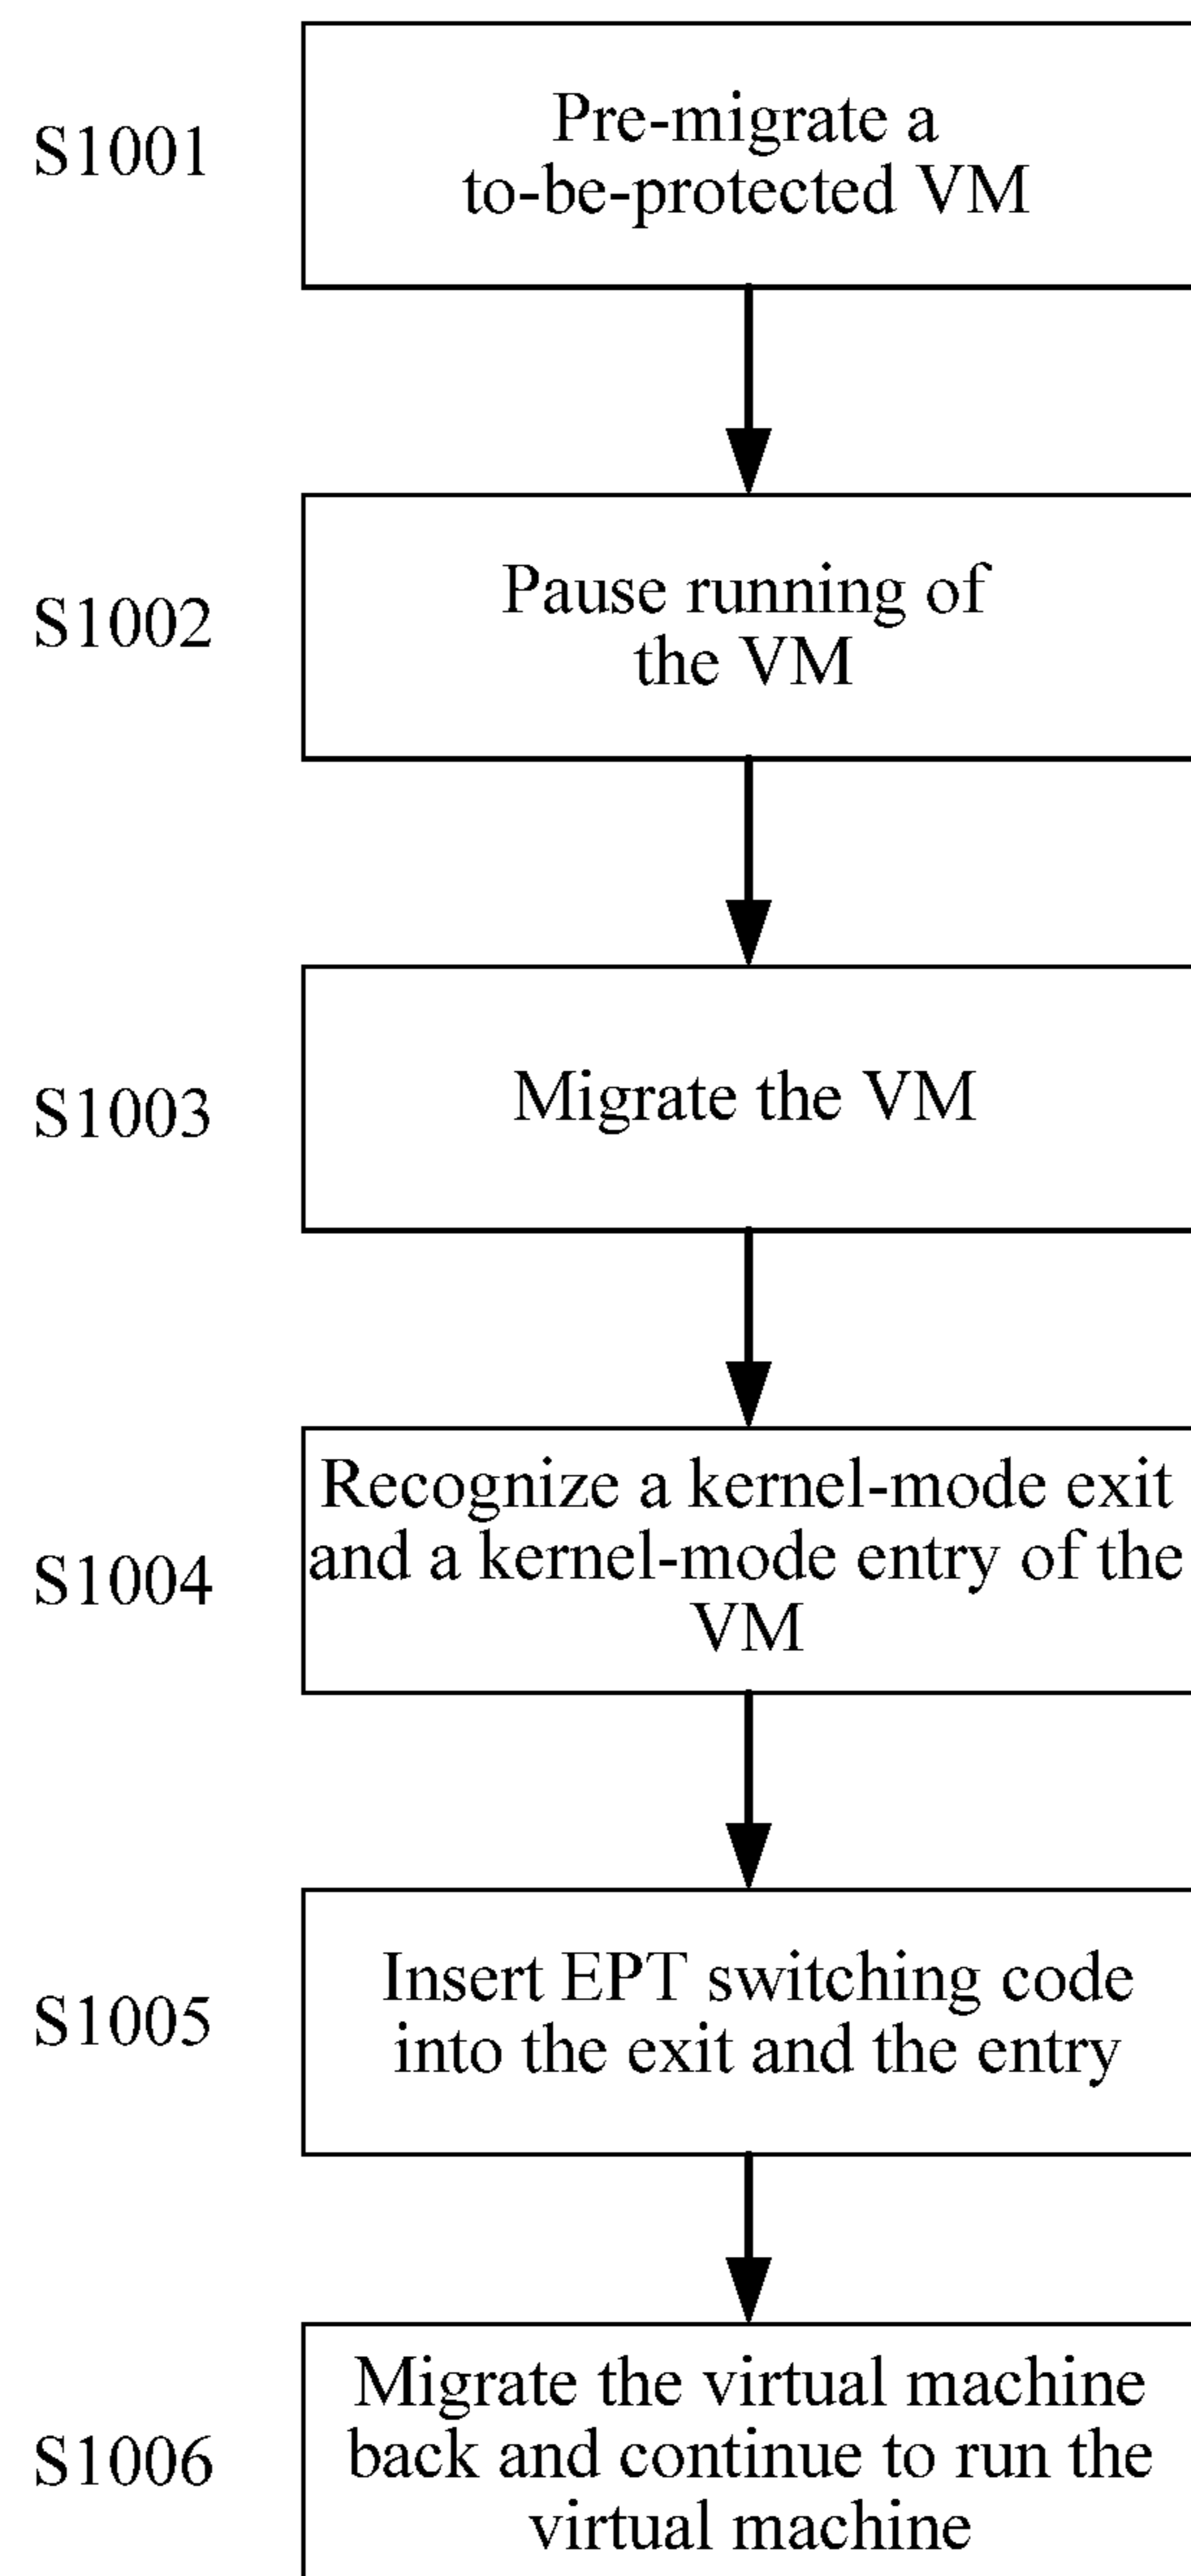 S1001
Pre-migrate a
to-be-protected VM
S1002
Pause running of
the VM
S1003
Migrate the VM
S1004
Recognize a kernel-mode exit
and a kernel-mode entry of the
VM
S1005
Insert EPT switching code
into the exit and the entry
S1006
Migrate the virtual machine
back and continue to run the
virtual machine